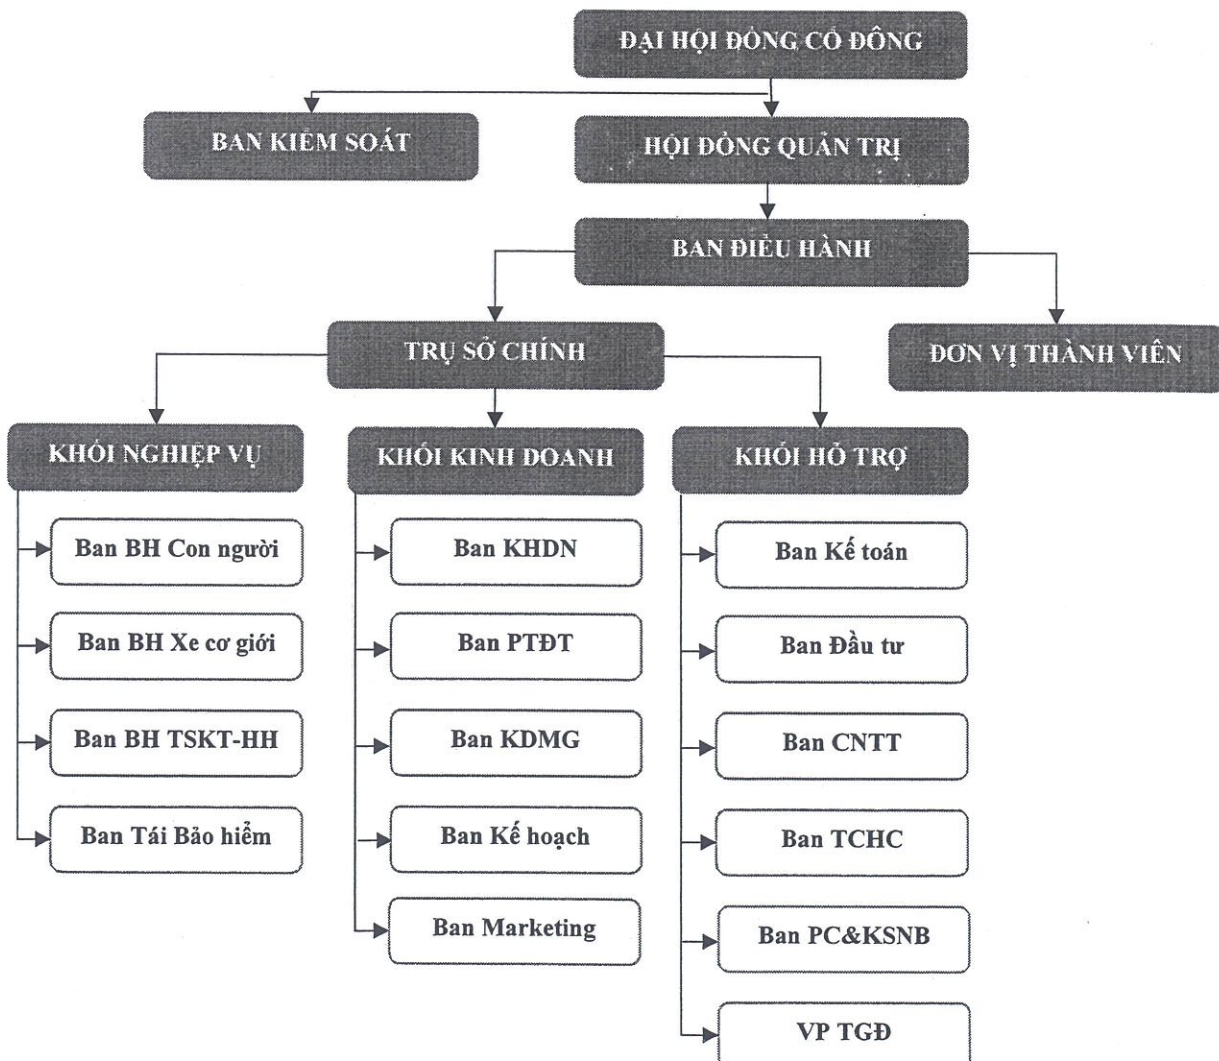 ĐẠI HỘI ĐỒNG CỔ ĐÔNG
BAN KIỂM SOÁT
HỘI ĐỒNG QUẢN TRỊ
BAN ĐIỀU HÀNH
TRỤ SỞ CHÍNH
ĐƠN VỊ THÀNH VIÊN
KHỐI NGHIỆP VỤ
KHỐI KINH DOANH
KHỐI HỖ TRỢ
Ban BH Con người
Ban BH Xe cơ giới
Ban BH TSKT-HH
Ban Tái Bảo hiểm
Ban KHDN
Ban PTĐT
Ban KDMG
Ban Kế hoạch
Ban Marketing
Ban Kế toán
Ban Đầu tư
Ban CNTT
Ban TCHC
Ban PC&KSNB
VP TGĐ